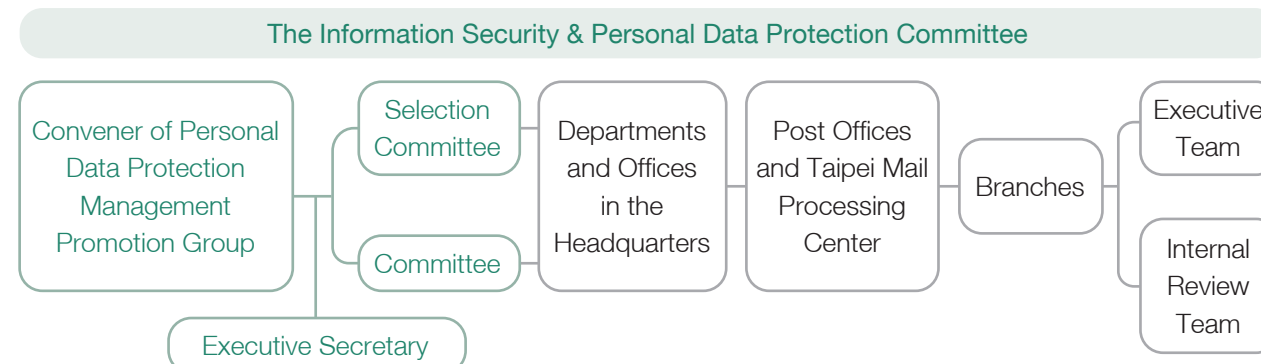 The Information Security & Personal Data Protection Committee
Convener of Personal
Data Protection
Management
Promotion Group
Executive Secretary
Selection
Committee
Committee
Departments
and Offices
in the
Headquarters
Post Offices
and Taipei Mail
Processing
Center
Branches
Executive
Team
Internal
Review
Team